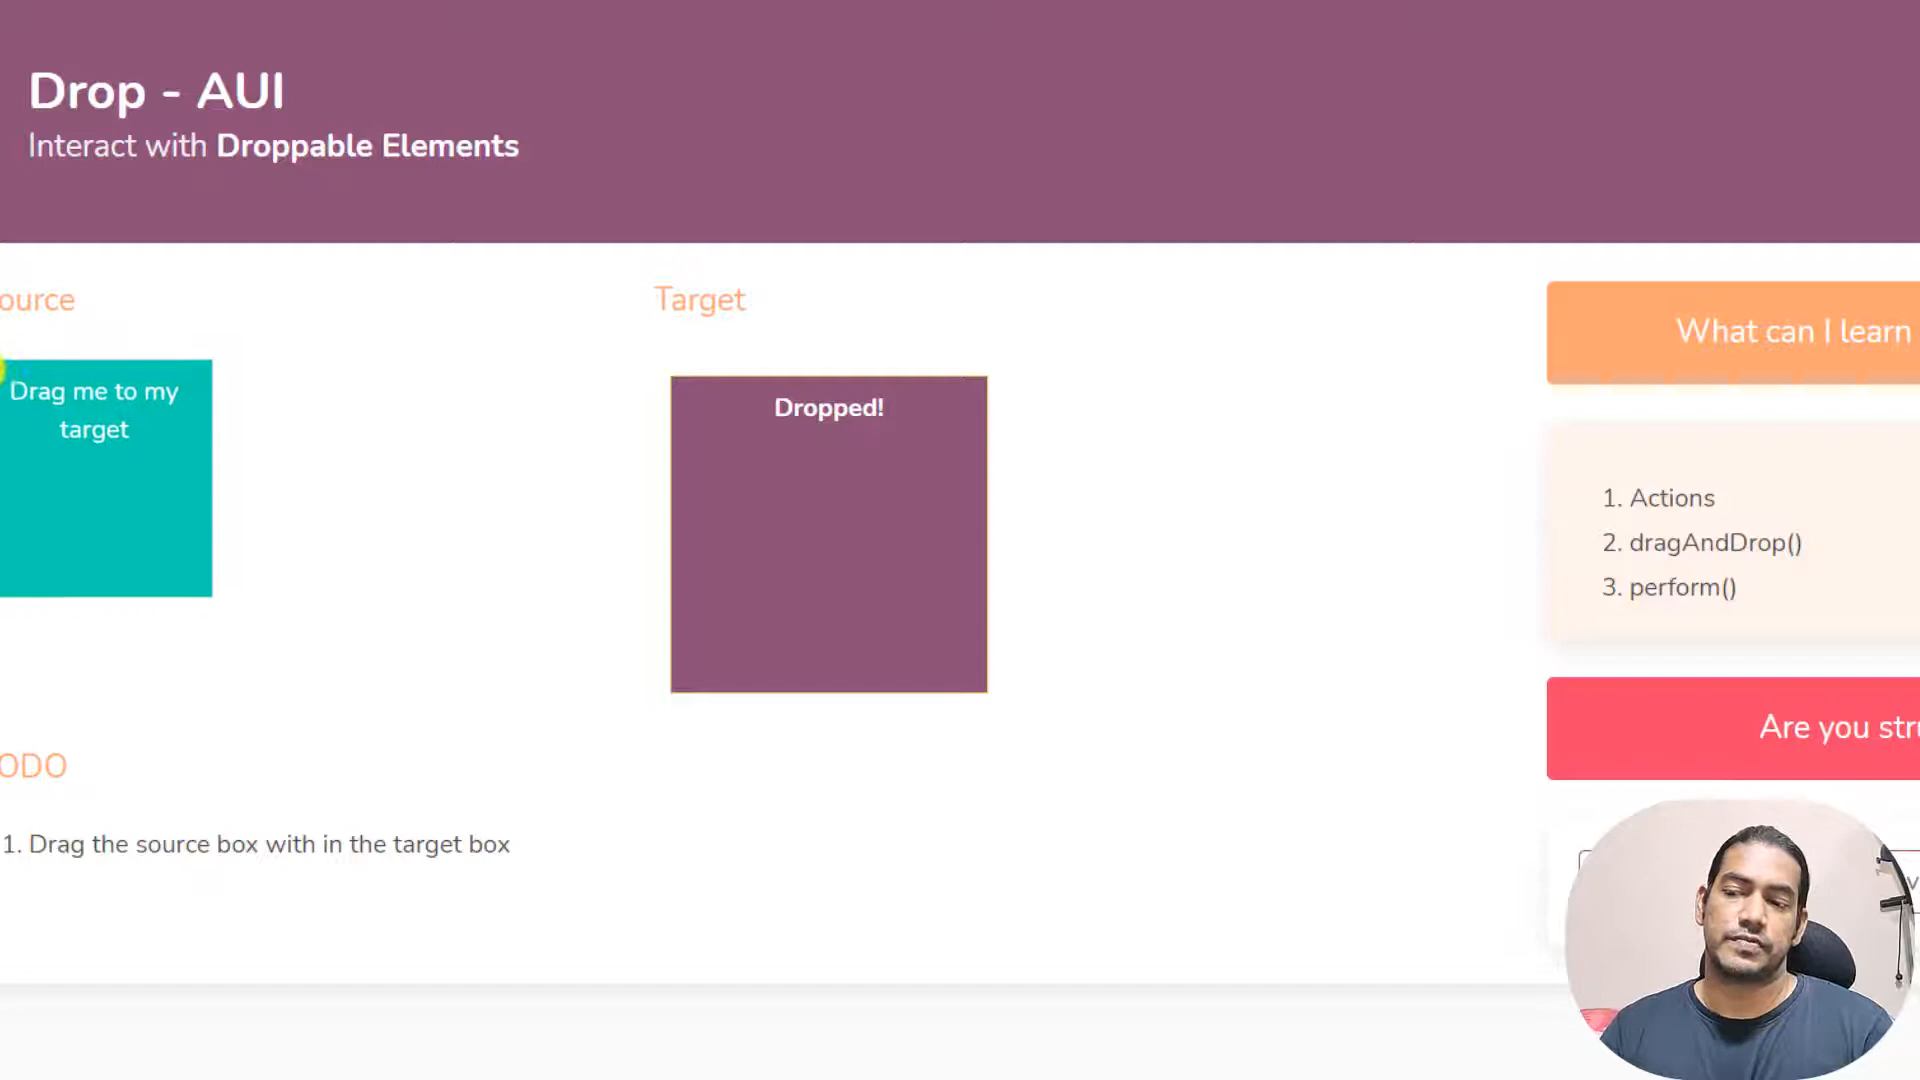 Drop - AUI
Interact with Droppable Elements
ource
Target
What can I learn
Drag me to my
target
Dropped!
1. Actions
2. dragAndDrop()
3. perform()
Are you stru
ODO
1. Drag the source box with in the target box